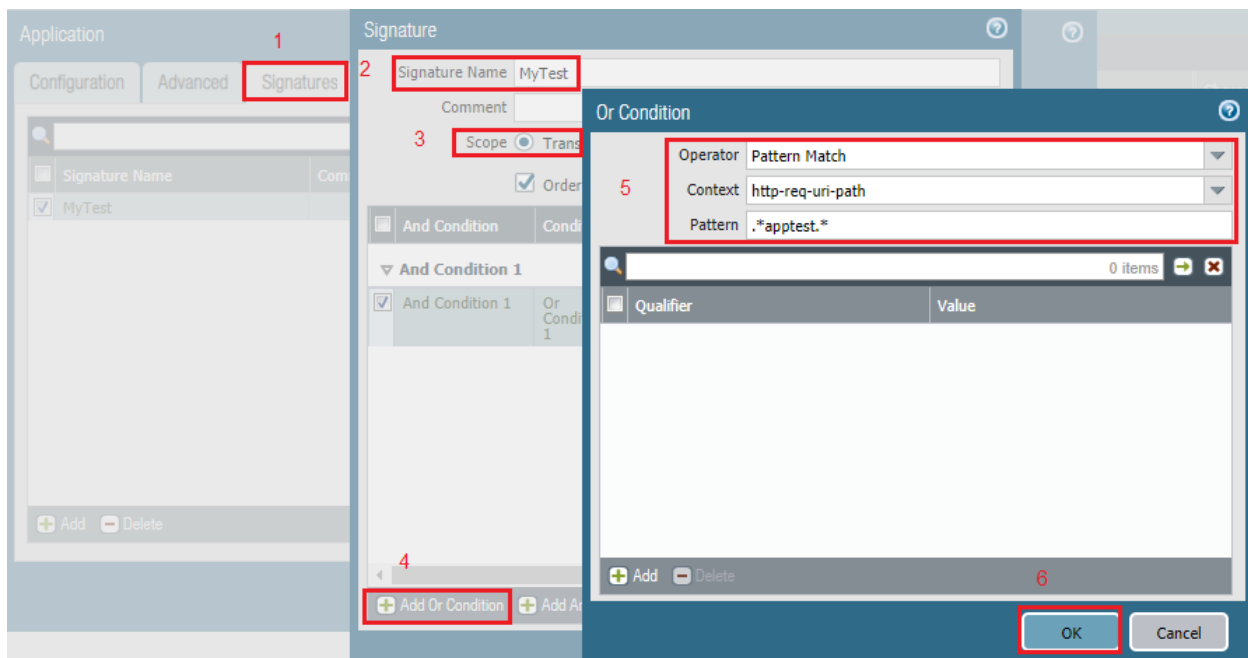 Application
1
Configuration
Advanced
Signatures
Signature Name
Com
MyTest
Add
Delete
Signature
2
Signature Name MyTest
Comment
3
Scope
Trans
Order
And Condition
Condi
And Condition 1
And Condition 1
Or
Condi
1
4
Add Or Condition
Add An
Or Condition
5
Operator Pattern Match
Context http-req-uri-path
Pattern .*apptest.*
0 items
Qualifier
Value
Add
Delete
6
OK
Cancel